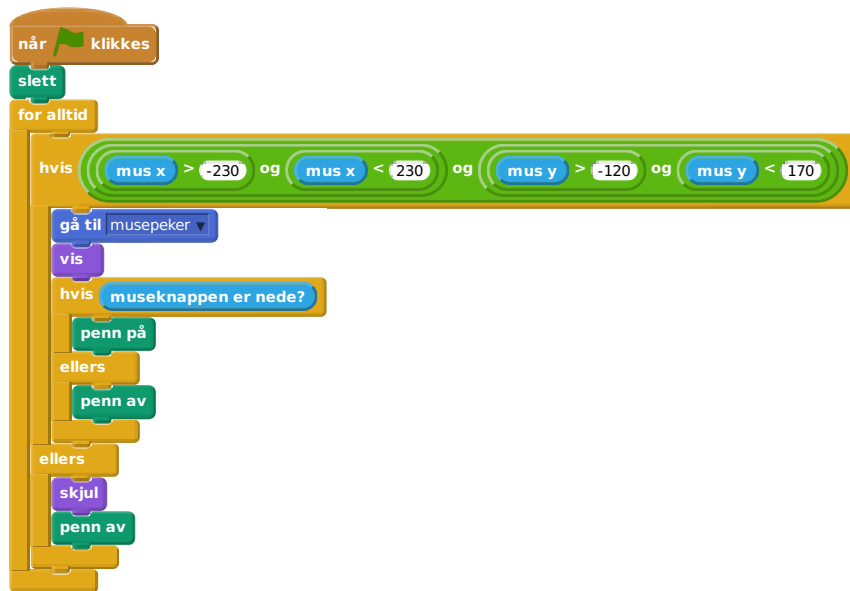 når klikkes
slett
for alltid
hvis mus x > -230 og mus x < 230 og mus y > -120 og mus y < 170
gå til musepeker ▼
vis
hvis museknappen er nede?
penn på
ellers
penn av
ellers
skjul
penn av